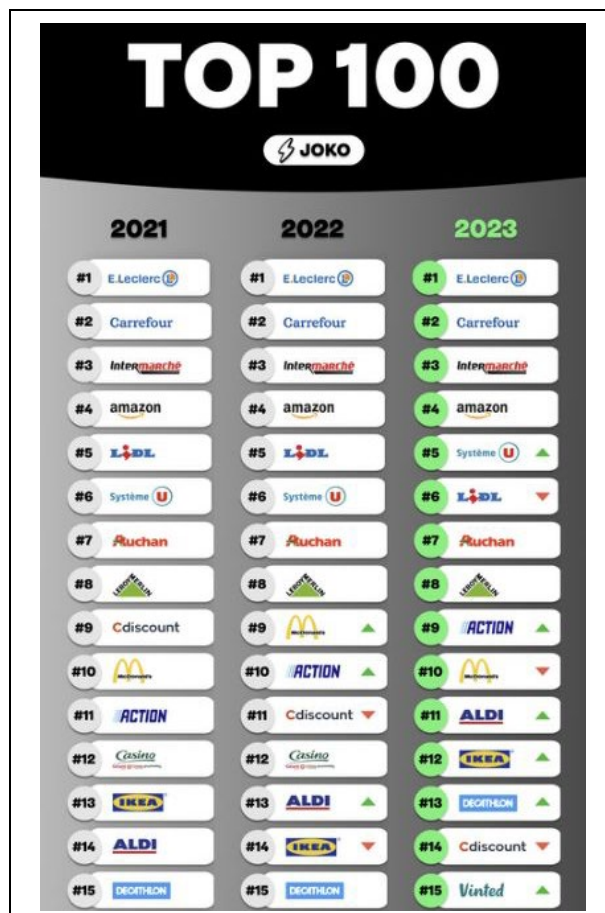 TOP 100
JOKO
2021 2022 2023
#1 E.Leclerc #1 E.Leclerc #1 E.Leclerc
#2 Carrefour #2 Carrefour #2 Carrefour
#3 Intermarché #3 Intermarché #3 Intermarché
#4 amazon #4 amazon #4 amazon
#5 LIDL #5 LIDL #5 Système U
#6 Système U #6 Système U #6 LIDL
#7 Auchan #7 Auchan #7 Auchan
#8 LEROY MERLIN #8 LEROY MERLIN #8 LEROY MERLIN
#9 Cdiscount #9 McDonald's #9 ACTION
#10 McDonald's #10 ACTION #10 McDonald's
#11 ACTION #11 Cdiscount #11 ALDI
#12 Casino #12 Casino #12 IKEA
#13 IKEA #13 ALDI #13 DECATHLON
#14 ALDI #14 IKEA #14 Cdiscount
#15 DECATHLON #15 DECATHLON #15 Vinted